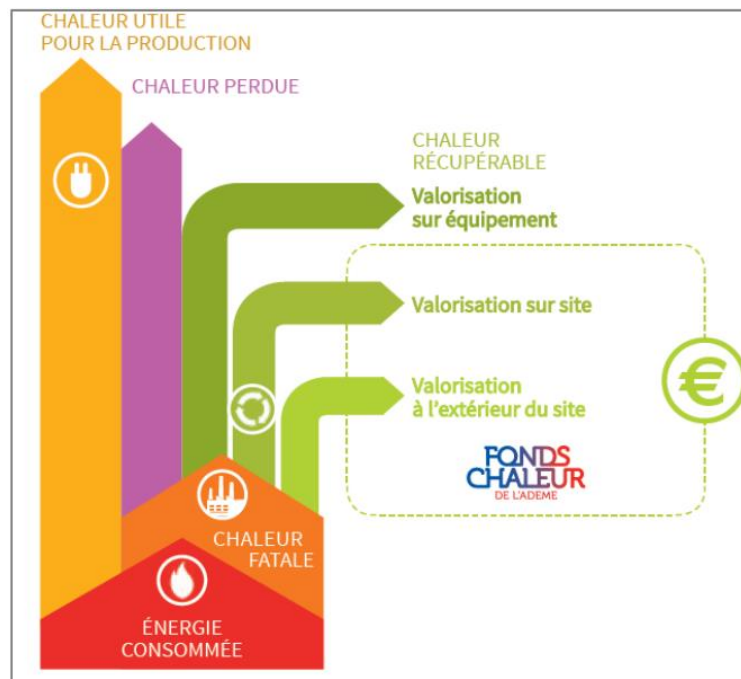 CHALEUR UTILE
POUR LA PRODUCTION
CHALEUR PERDUE
CHALEUR
RÉCUPÉRABLE
Valorisation
sur équipement
Valorisation sur site
Valorisation
à l'extérieur du site
€
FONDS
CHALEUR
DE L'ADEME
CHALEUR
FATALE
ÉNERGIE
CONSOMMÉE